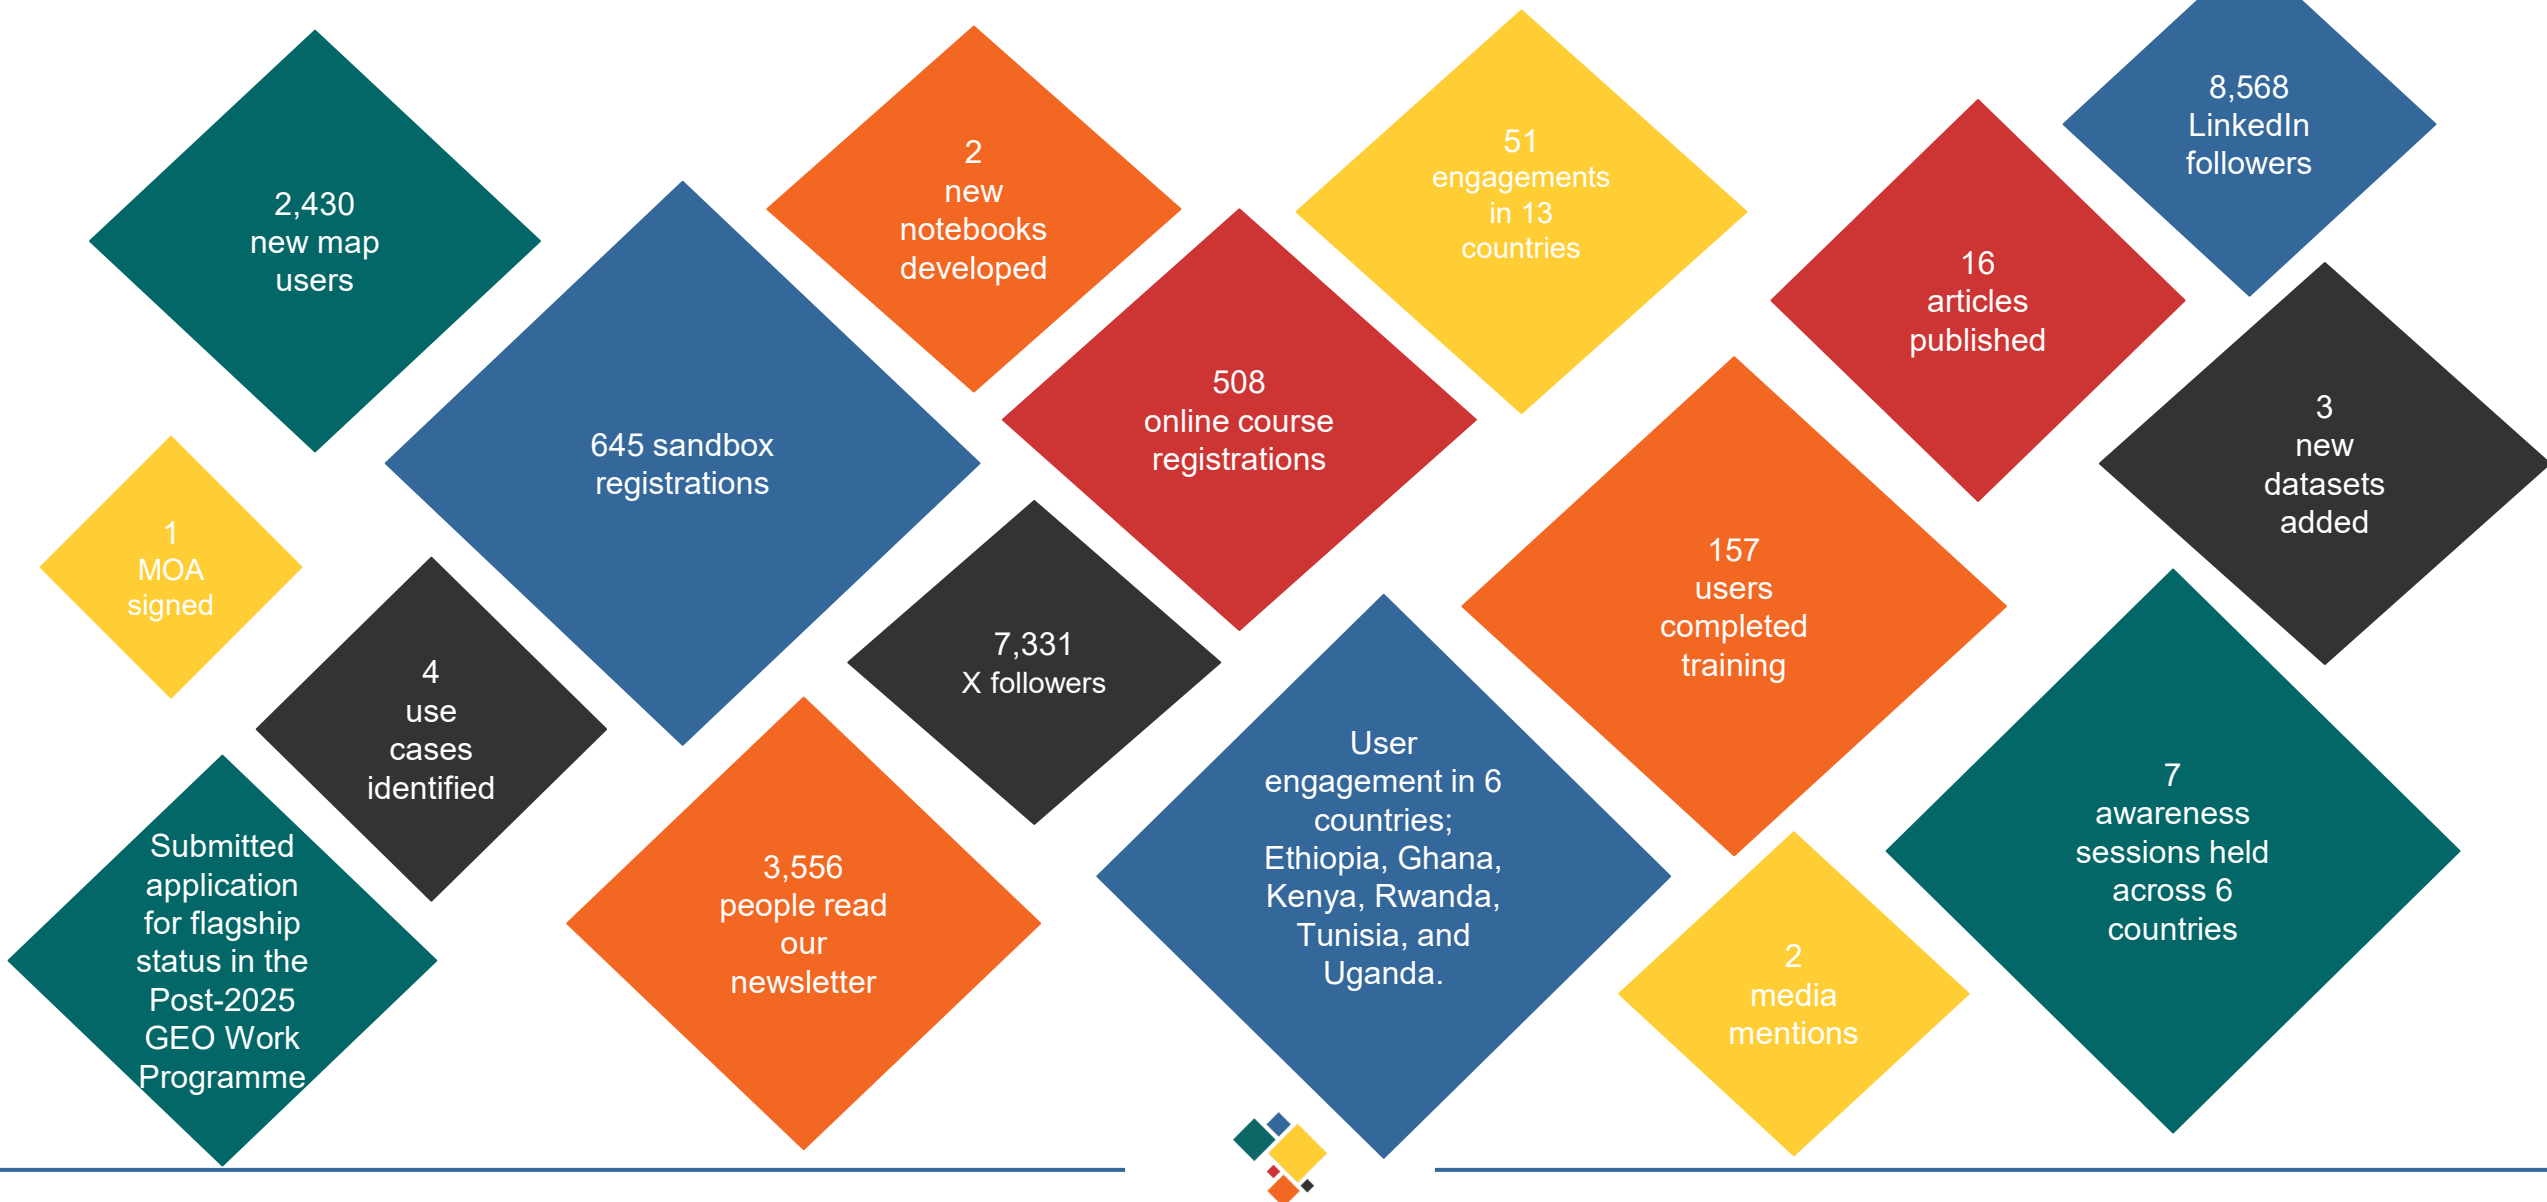 2,430
new map
users
2
new
notebooks
developed
51
engagements
in 13
countries
8,568
LinkedIn
followers
16
articles
published
645 sandbox
registrations
508
online course
registrations
3
new
datasets
added
1
MOA
signed
4
use
cases
identified
7,331
X followers
157
users
completed
training
Submitted
application
for flagship
status in the
Post-2025
GEO Work
Programme
3,556
people read
our
newsletter
User
engagement in 6
countries;
Ethiopia, Ghana,
Kenya, Rwanda,
Tunisia, and
Uganda.
2
media
mentions
7
awareness
sessions held
across 6
countries